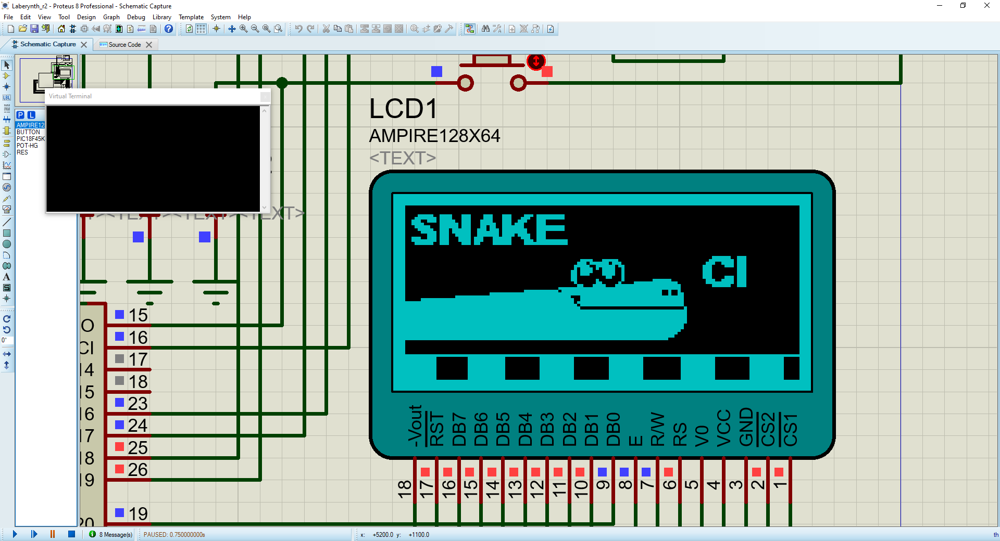 Laberynth_r2 - Proteus 8 Professional - Schematic Capture
File Edit View Tool Design Graph Debug Library Template System Help
Schematic Capture
Source Code
Virtual Terminal
P L
AMPIRE12
BUTTON
PIC18F45K
POT-HG
RES
LBL
A
S
0°
LCD1
AMPIRE128X64
<TEXT>
<TEXT>
SNAKE
CI
-Vout
RST
DB7
DB6
DB5
DB4
DB3
DB2
DB1
DB0
E
R/W
RS
V0
VCC
GND
CS2
CS1
18
17
16
15
14
13
12
11
10
9
8
7
6
5
4
3
2
1
O 15
CI 16
14 17
15 18
16 23
17 24
18 25
19 26
20 19
8 Message(s)
PAUSED: 0.750000000s
x: +5200.0 y: +1100.0
th